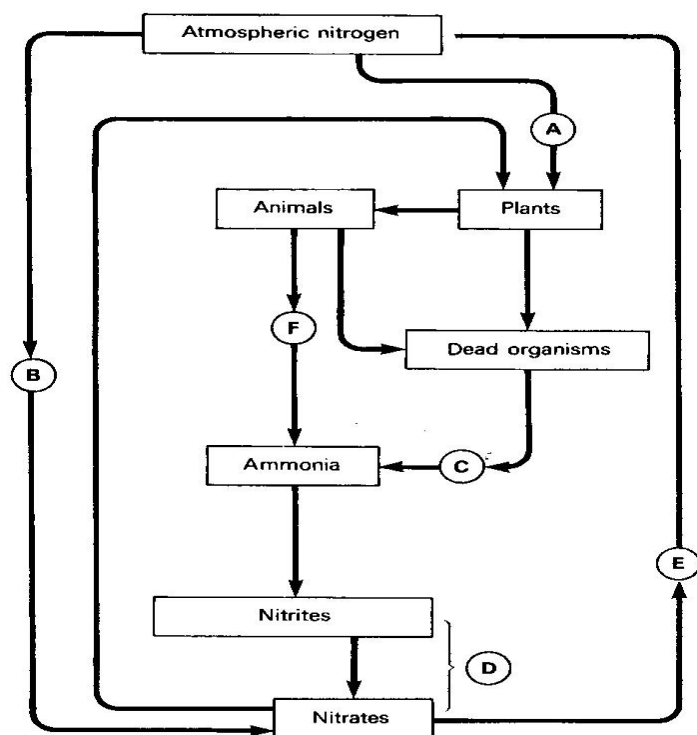 Atmospheric nitrogen
A
Animals
Plants
F
Dead organisms
B
Ammonia
C
E
Nitrites
D
Nitrates